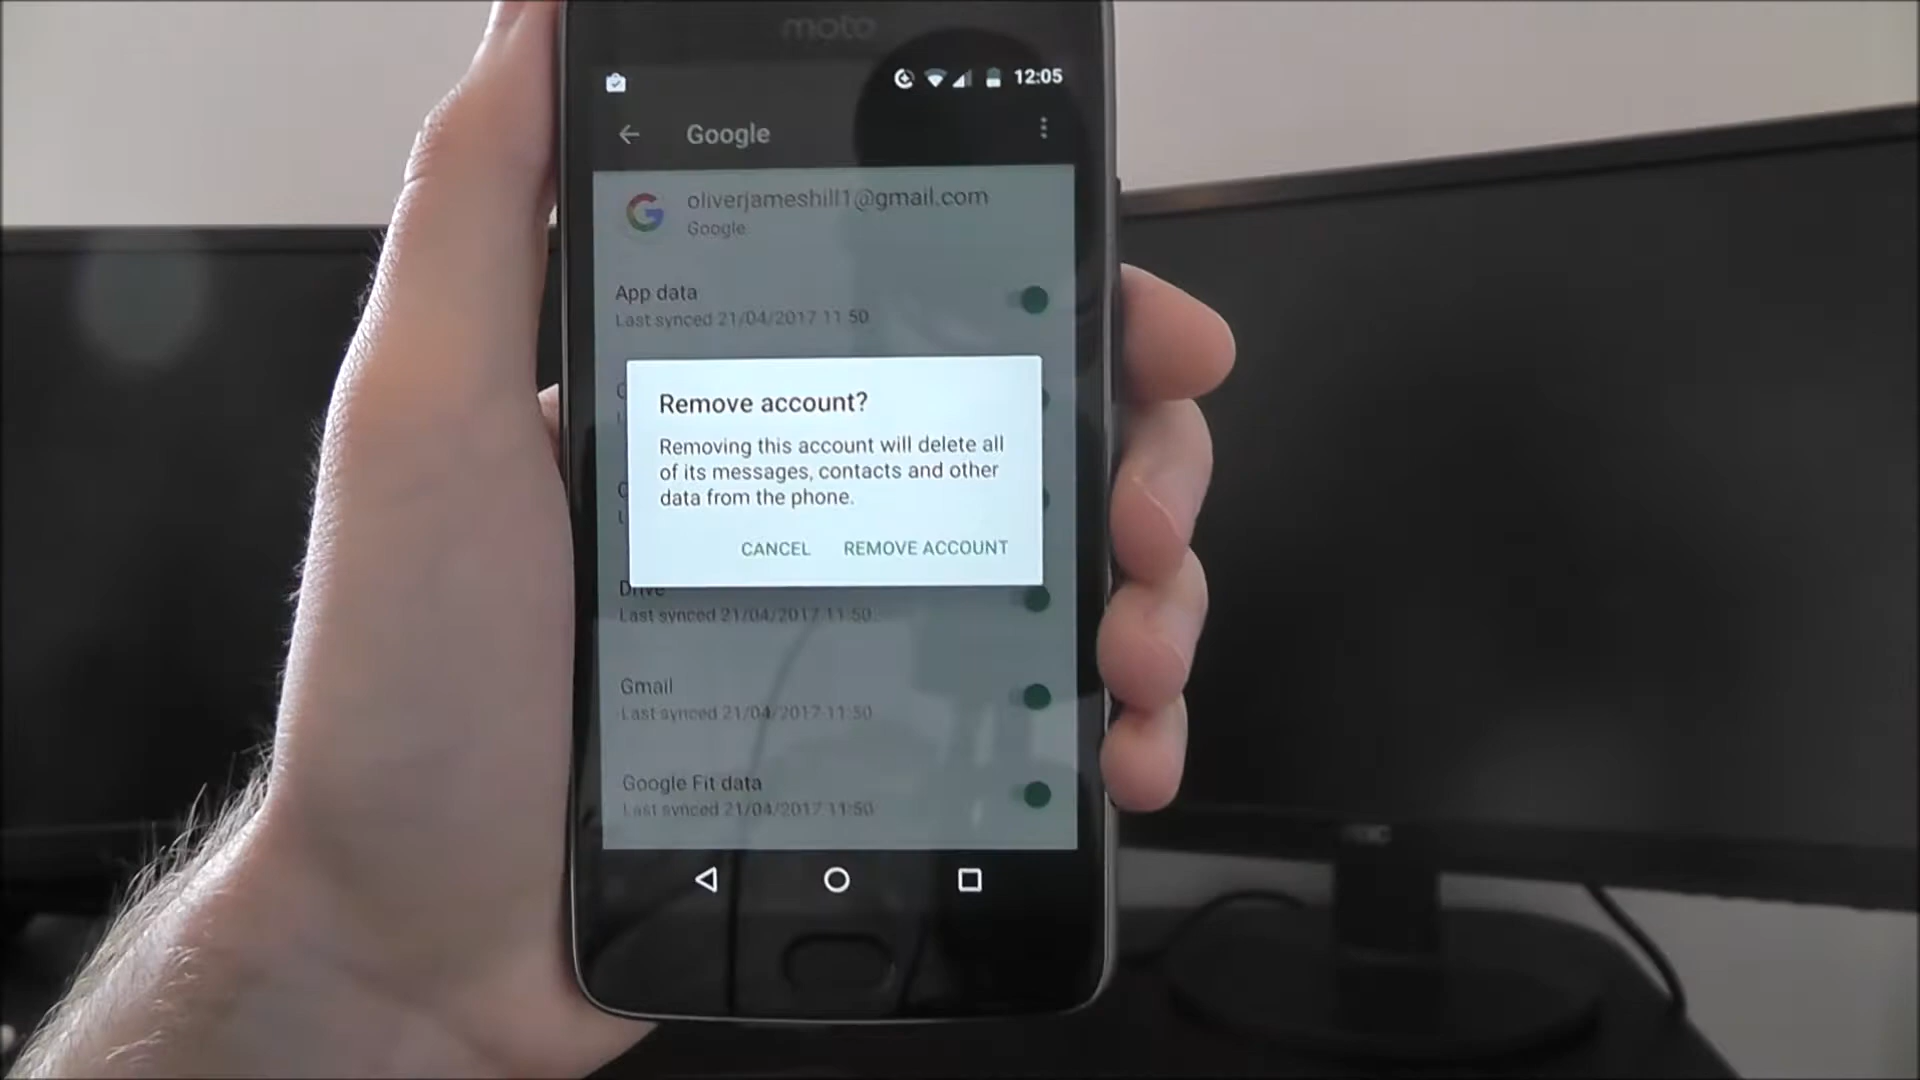 moto
12:05
Google
oliverjameshill1@gmail.com
Google
App data
Last synced 21/04/2017 11:50
Remove account?
Removing this account will delete all
of its messages, contacts and other
data from the phone.
CANCEL REMOVE ACCOUNT
Drive
Last synced 21/04/2017 11:50
Gmail
Last synced 21/04/2017 11:50
Google Fit data
Last synced 21/04/2017 11:50